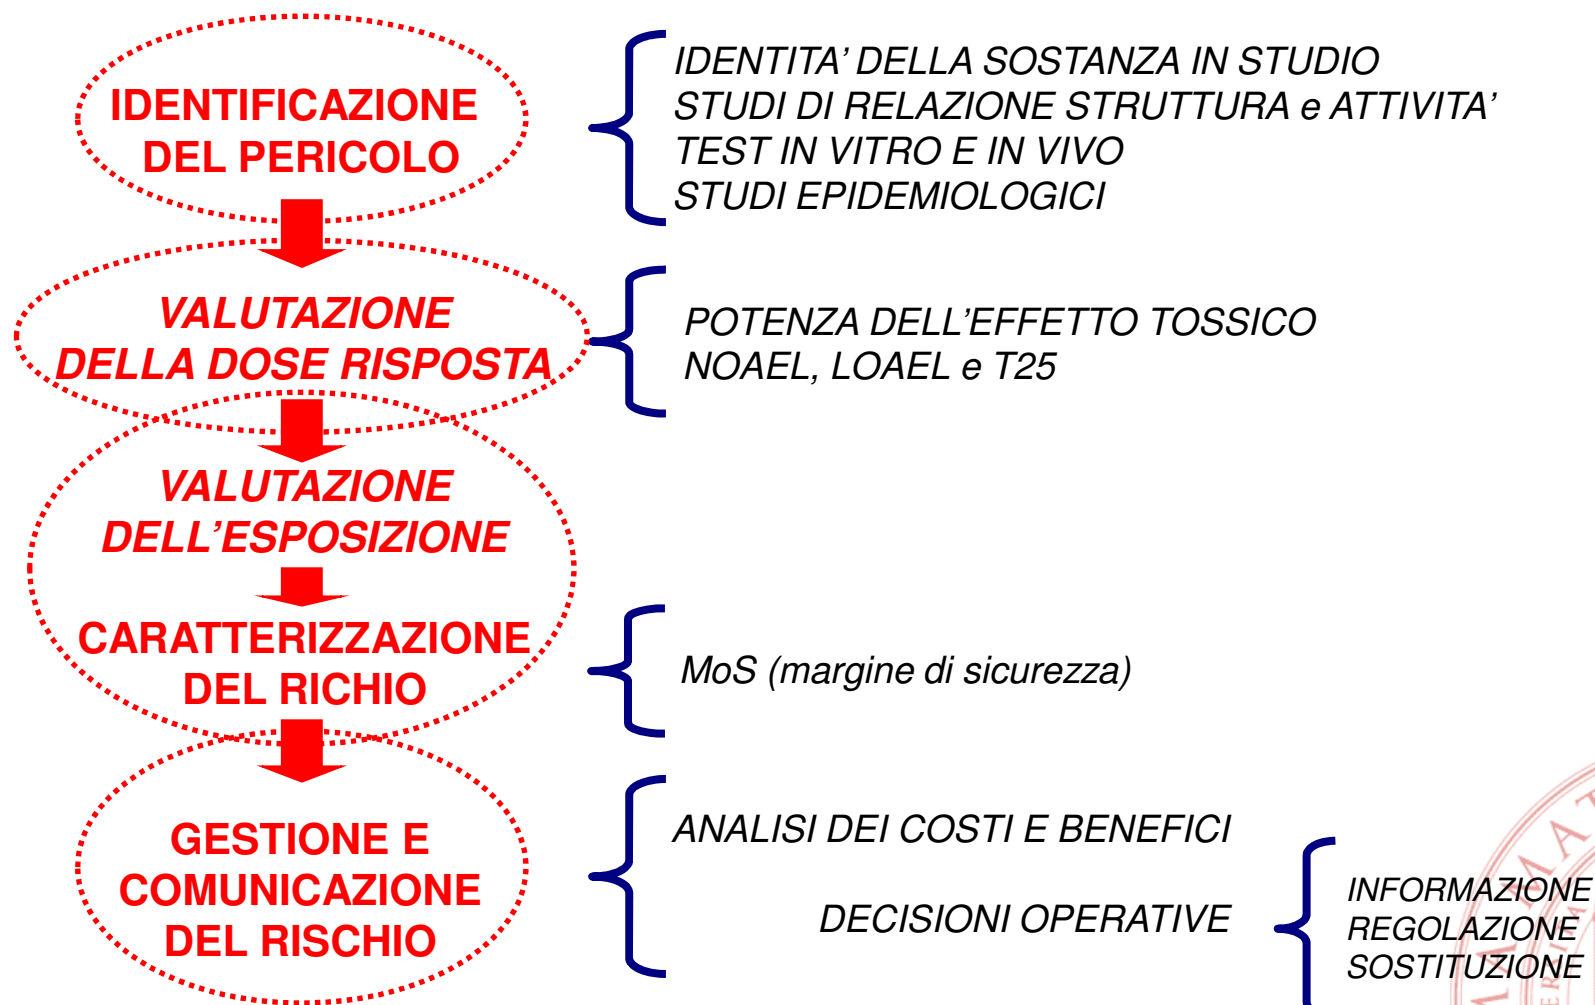 IDENTIFICAZIONE
DEL PERICOLO
IDENTITA’ DELLA SOSTANZA IN STUDIO
STUDI DI RELAZIONE STRUTTURA e ATTIVITA’
TEST IN VITRO E IN VIVO
STUDI EPIDEMIOLOGICI
VALUTAZIONE
DELLA DOSE RISPOSTA
POTENZA DELL’EFFETTO TOSSICO
NOAEL, LOAEL e T25
VALUTAZIONE
DELL’ESPOSIZIONE
CARATTERIZZAZIONE
DEL RICHIO
MoS (margine di sicurezza)
GESTIONE E
COMUNICAZIONE
DEL RISCHIO
ANALISI DEI COSTI E BENEFICI
DECISIONI OPERATIVE
INFORMAZIONE
REGOLAZIONE
SOSTITUZIONE